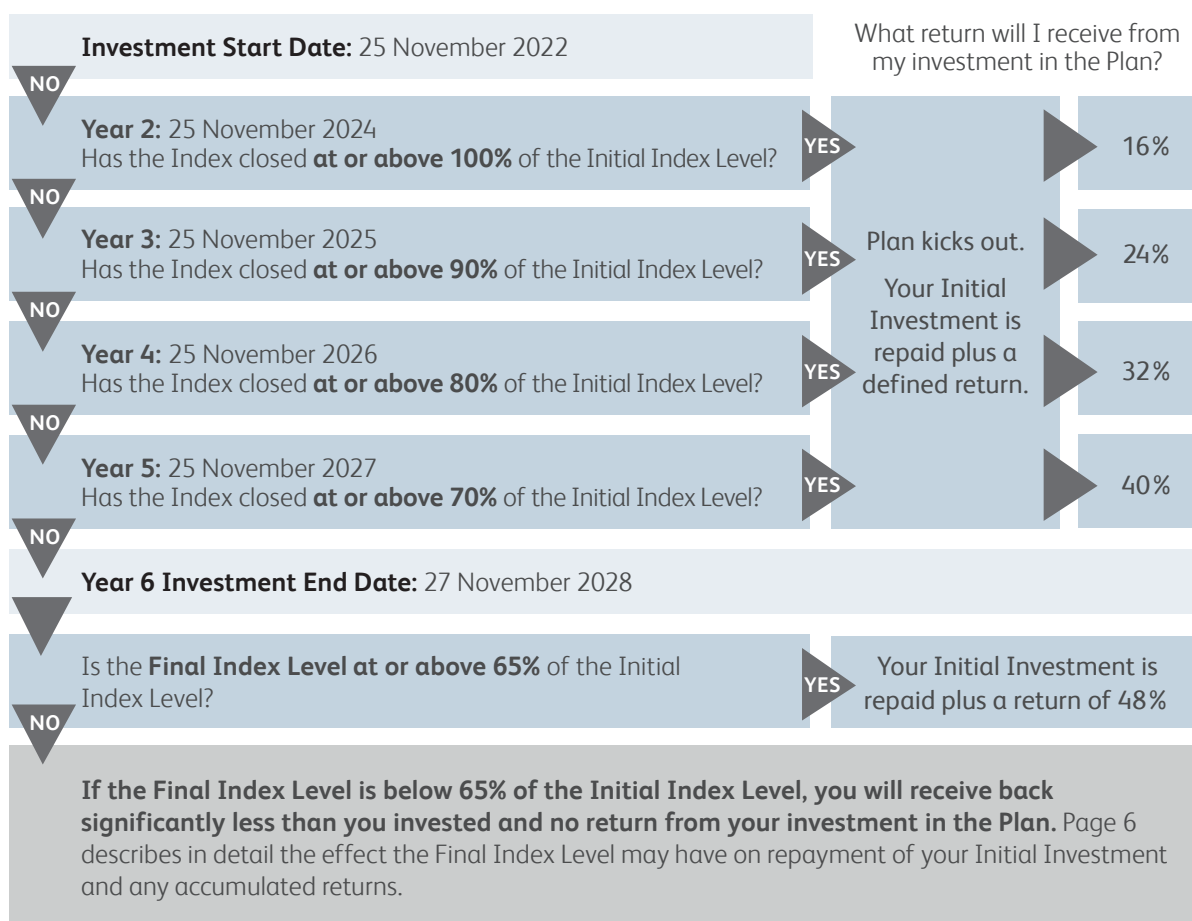 Investment Start Date: 25 November 2022
What return will I receive from
my investment in the Plan?
NO
Year 2: 25 November 2024
Has the Index closed at or above 100% of the Initial Index Level?
YES
16%
NO
Year 3: 25 November 2025
Has the Index closed at or above 90% of the Initial Index Level?
YES
24%
NO
Year 4: 25 November 2026
Has the Index closed at or above 80% of the Initial Index Level?
YES
32%
NO
Year 5: 25 November 2027
Has the Index closed at or above 70% of the Initial Index Level?
YES
40%
Plan kicks out.
Your Initial
Investment is
repaid plus a
defined return.
NO
Year 6 Investment End Date: 27 November 2028
Is the Final Index Level at or above 65% of the Initial
Index Level?
YES
Your Initial Investment is
repaid plus a return of 48%
NO
If the Final Index Level is below 65% of the Initial Index Level, you will receive back
significantly less than you invested and no return from your investment in the Plan. Page 6
describes in detail the effect the Final Index Level may have on repayment of your Initial Investment
and any accumulated returns.